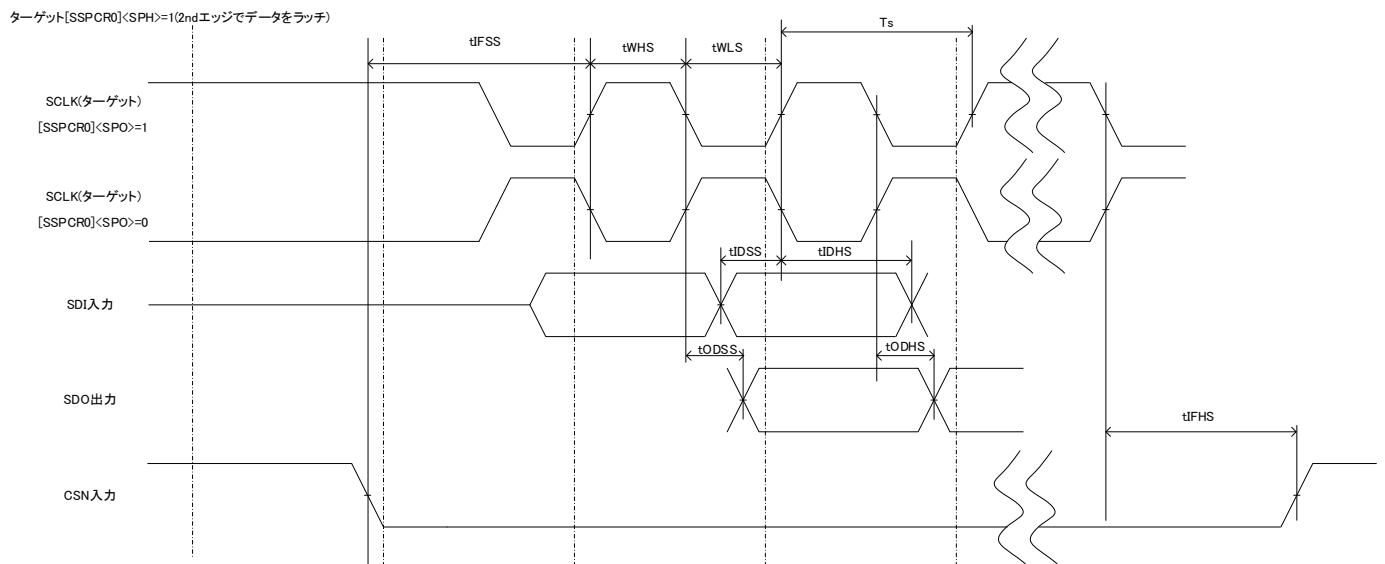 ターゲット[SSPCR0]<SPH>=1(2ndエッジでデータをラッチ)
Ts
tIFSS
tWHS
tWLS
SCLK(ターゲット)
[SSPCR0]<SPO>=1
SCLK(ターゲット)
[SSPCR0]<SPO>=0
tIDSS
tIDHS
SDI入力
tODSS
tODHS
SDO出力
tIFHS
CSN入力